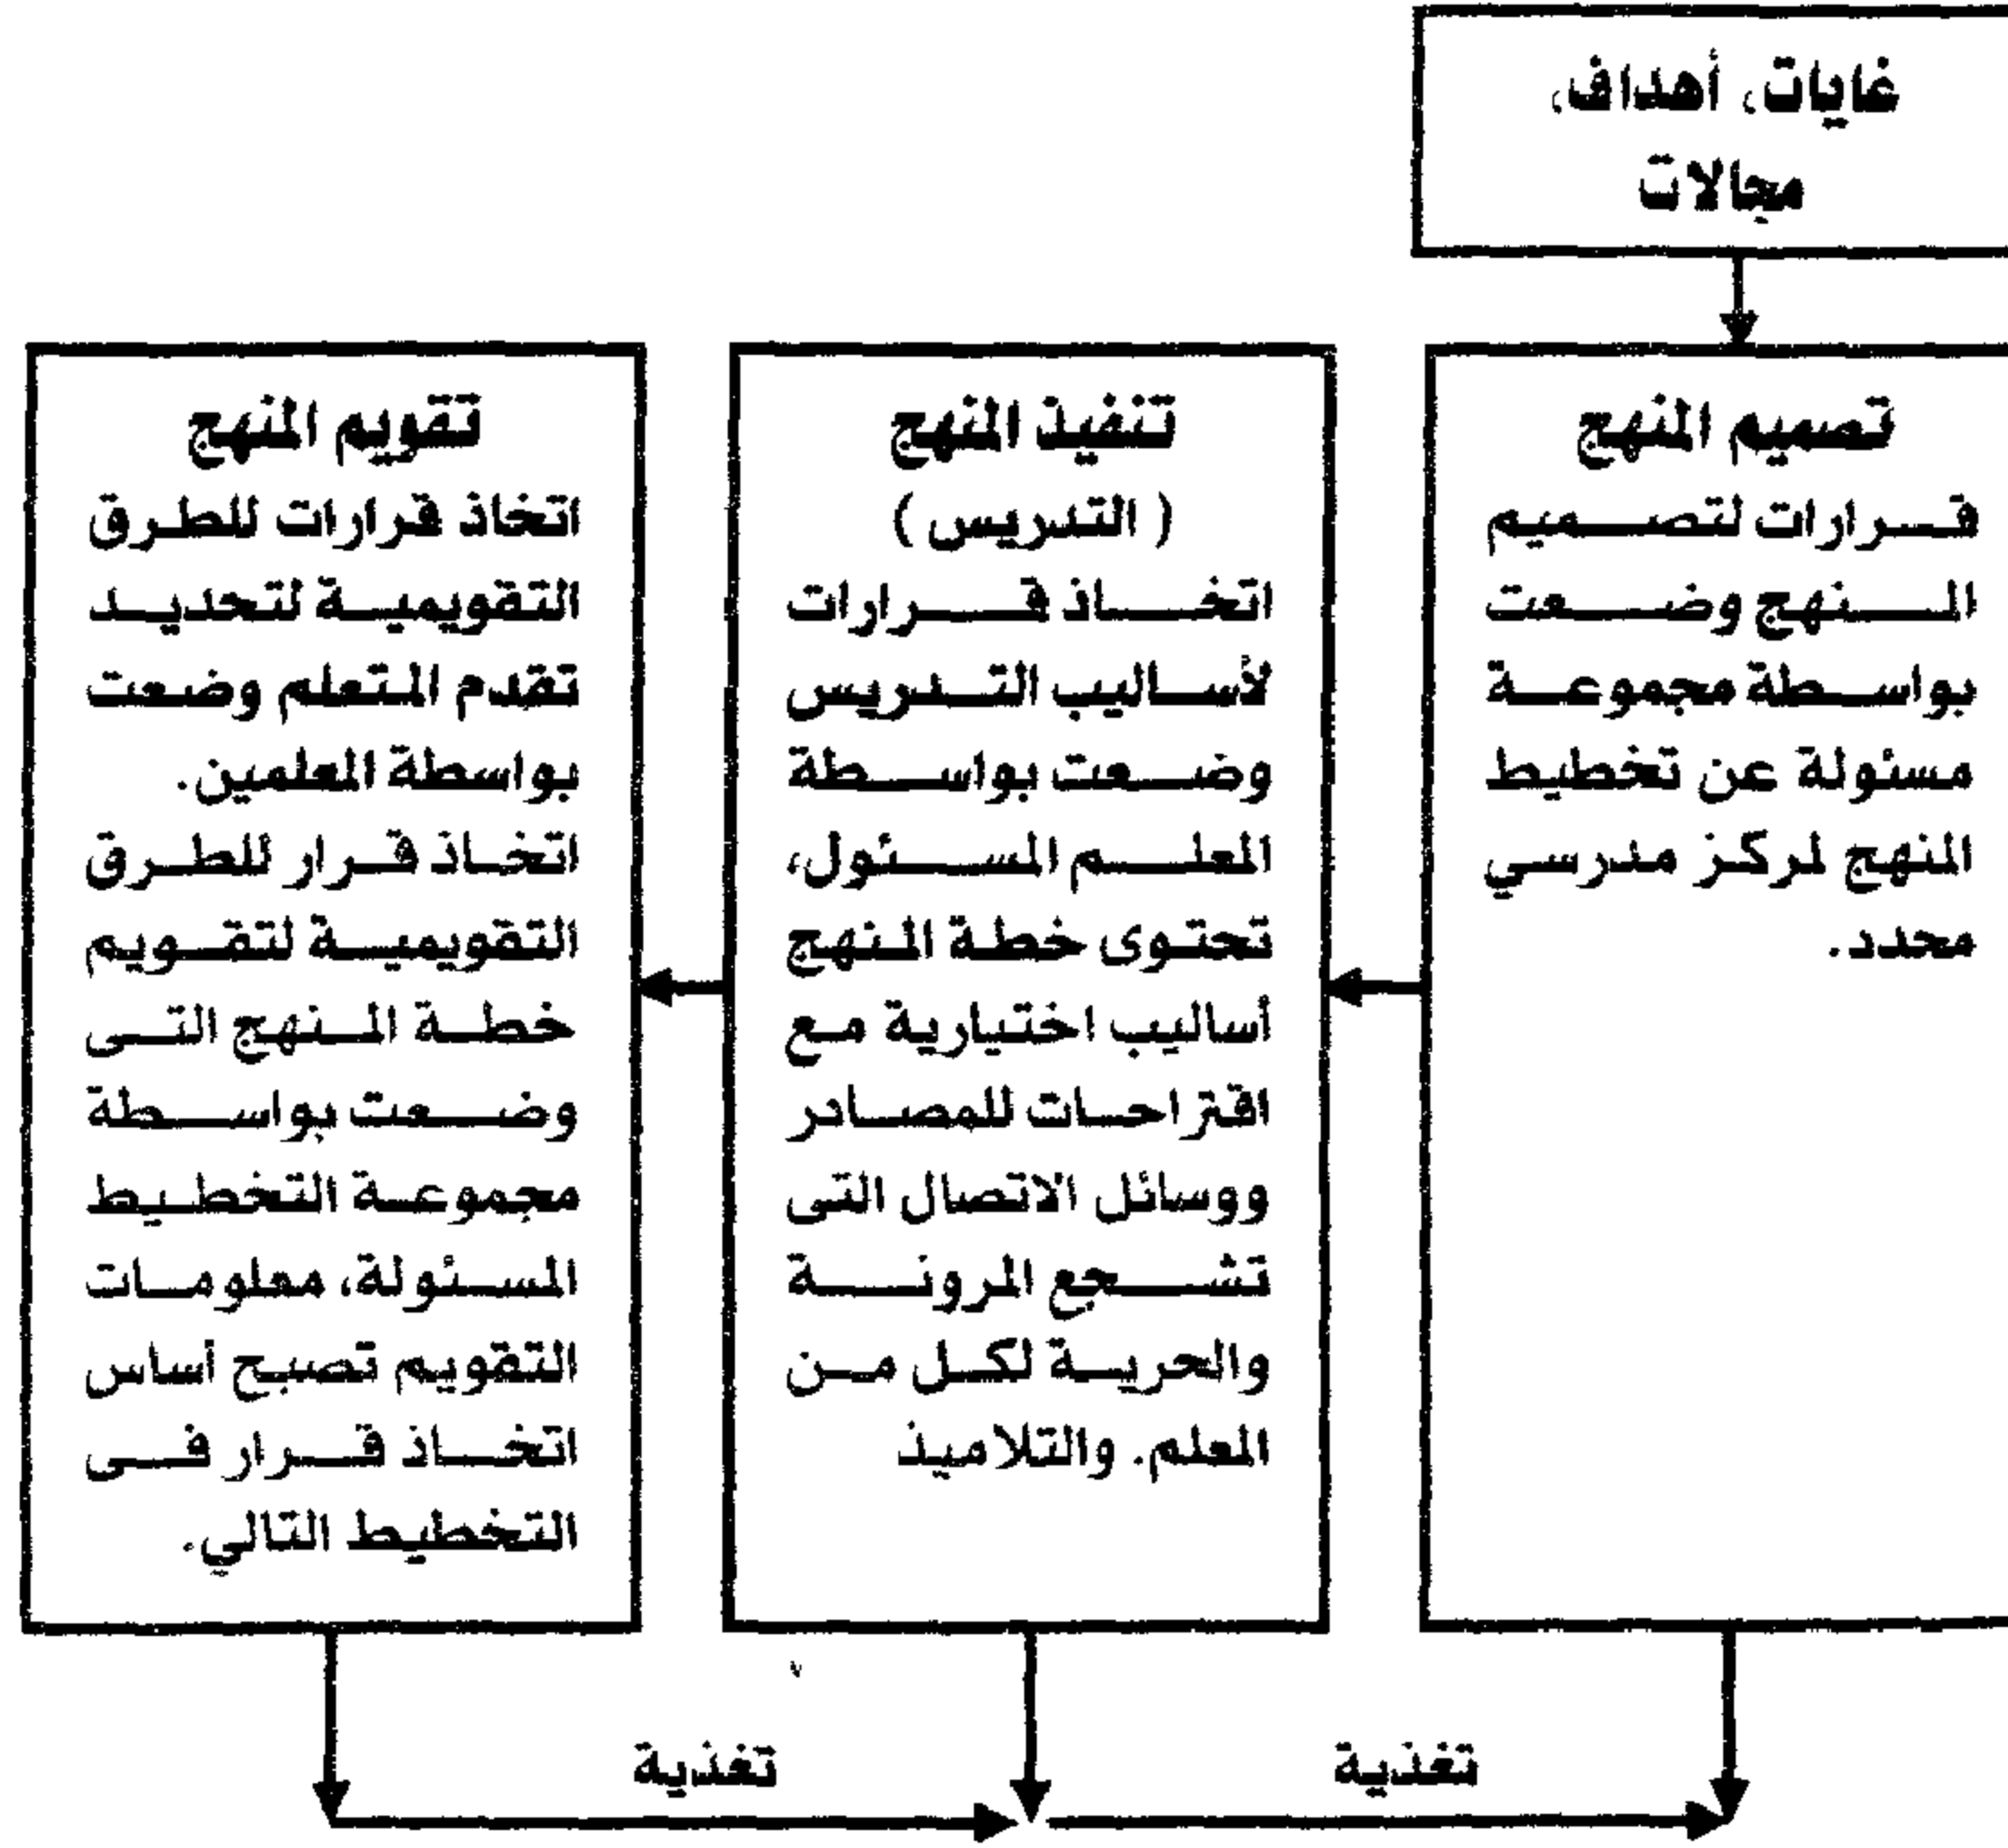 غايات، أهداف،
مجالات
تصميم المنهج
قرارات لتصميم
المنهج وضعت
بواسطة مجموعة
مسئولة عن تخطيط
المنهج لمركز مدرسي
محدد.
تنفيذ المنهج
( التدريس )
اتخاذ قرارات
لأساليب التدريس
وضعت بواسطة
المعلم المسئول،
تحتوى خطة المنهج
أساليب اختيارية مع
اقتراحات للمصادر
ووسائل الاتصال التى
تشجع المرونة
والحرية لكل من
المعلم. والتلاميذ
تقويم المنهج
اتخاذ قرارات للطرق
التقويمية لتحديد
تقدم المتعلم وضعت
بواسطة المعلمين.
اتخاذ قرار للطرق
التقويمية لتقويم
خطة المنهج التى
وضعت بواسطة
مجموعة التخطيط
المسئولة، معلومات
التقويم تصبح أساس
اتخاذ قرار فى
التخطيط التالي.
تغذية
تغذية